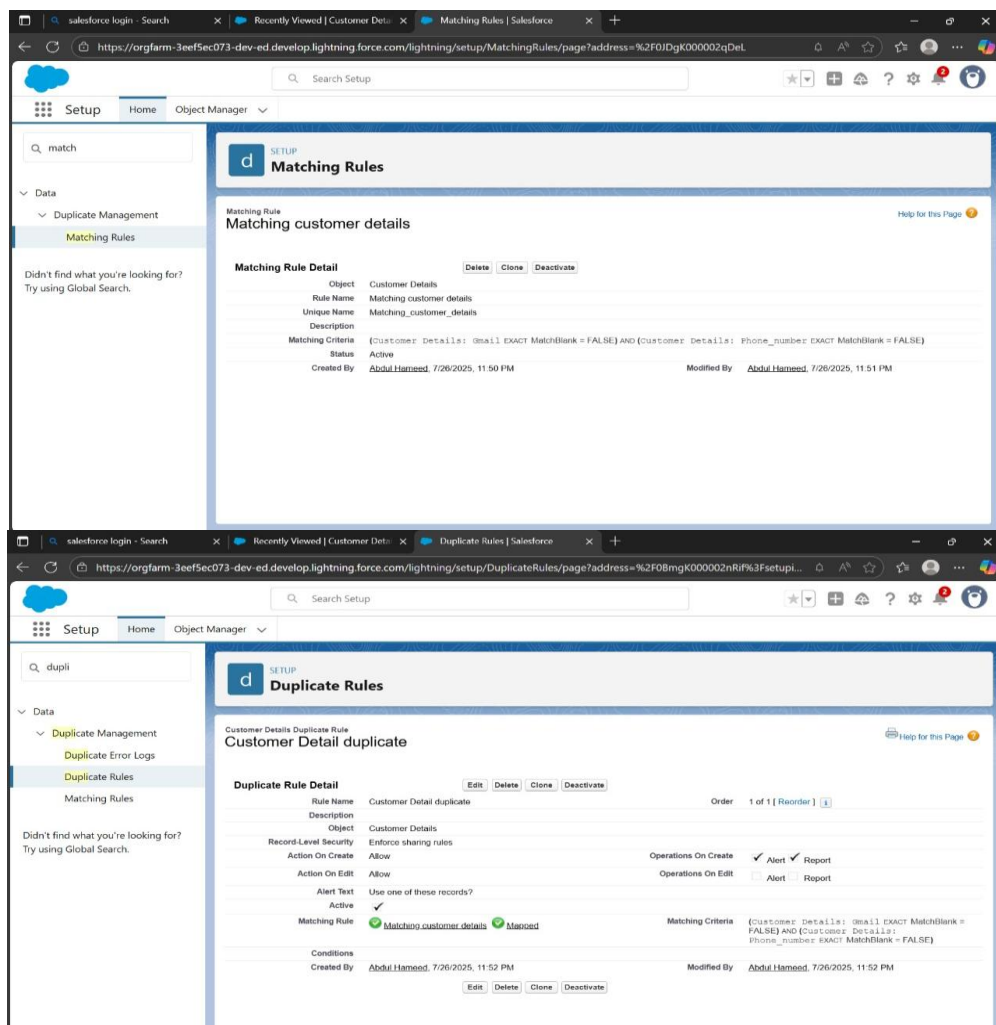 salesforce login - Search
Recently Viewed | Customer Deta
Matching Rules | Salesforce
https://orgfarm-3eef5ec073-dev-ed.develop.lightning.force.com/lightning/setup/MatchingRules/page?address=%2F0JDgK000002qDeL
Search Setup
2
Setup Home Object Manager
match
SETUP
d
Matching Rules
Data
Duplicate Management
Matching Rules
Didn't find what you're looking for?
Try using Global Search.
Matching Rule
Matching customer details
Help for this Page ?
Matching Rule Detail Delete Clone Deactivate
Object Customer Details
Rule Name Matching customer details
Unique Name Matching_customer_details
Description
Matching Criteria (Customer Details: Gmail EXACT MatchBlank = FALSE) AND (Customer Details: Phone_number EXACT MatchBlank = FALSE)
Status Active
Created By Abdul Hameed, 7/26/2025, 11:50 PM Modified By Abdul Hameed, 7/26/2025, 11:51 PM
salesforce login - Search
Recently Viewed | Customer Deta
Duplicate Rules | Salesforce
https://orgfarm-3eef5ec073-dev-ed.develop.lightning.force.com/lightning/setup/DuplicateRules/page?address=%2F0BmgK000002nRif%3Fsetupi...
Search Setup
2
Setup Home Object Manager
dupli
SETUP
d
Duplicate Rules
Data
Duplicate Management
Duplicate Error Logs
Duplicate Rules
Matching Rules
Didn't find what you're looking for?
Try using Global Search.
Customer Details Duplicate Rule
Customer Detail duplicate
Help for this Page ?
Duplicate Rule Detail Edit Delete Clone Deactivate
Rule Name Customer Detail duplicate Order 1 of 1 [ Reorder ] i
Description
Object Customer Details
Record-Level Security Enforce sharing rules
Action On Create Allow Operations On Create Alert Report
Action On Edit Allow Operations On Edit Alert Report
Alert Text Use one of these records?
Active
Matching Rule Matching customer details Mapped Matching Criteria (Customer Details: Gmail EXACT MatchBlank =
FALSE) AND (Customer Details:
Phone_number EXACT MatchBlank = FALSE)
Conditions
Created By Abdul Hameed, 7/26/2025, 11:52 PM Modified By Abdul Hameed, 7/26/2025, 11:52 PM
Edit Delete Clone Deactivate